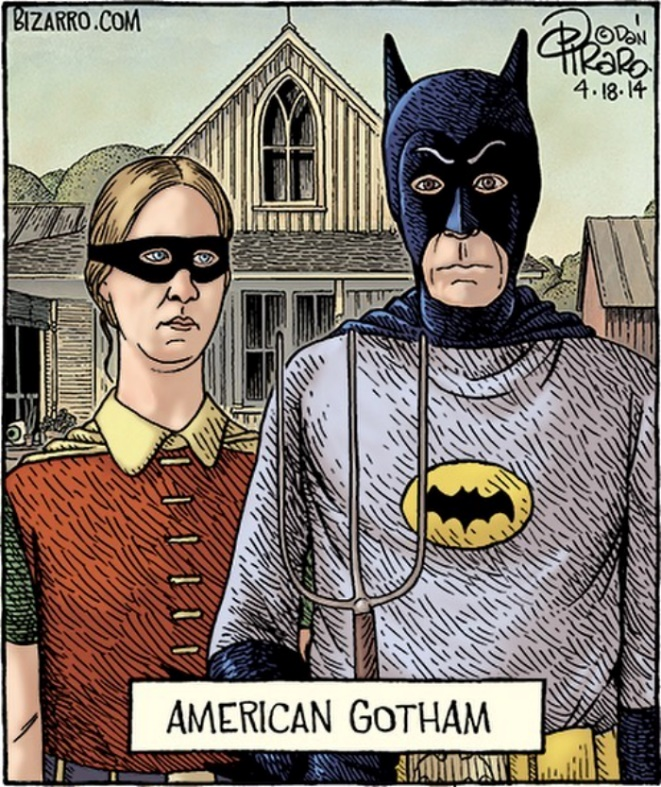 BIZARRO.COM
© DAN
PIRARO.
4.18.14
AMERICAN GOTHAM